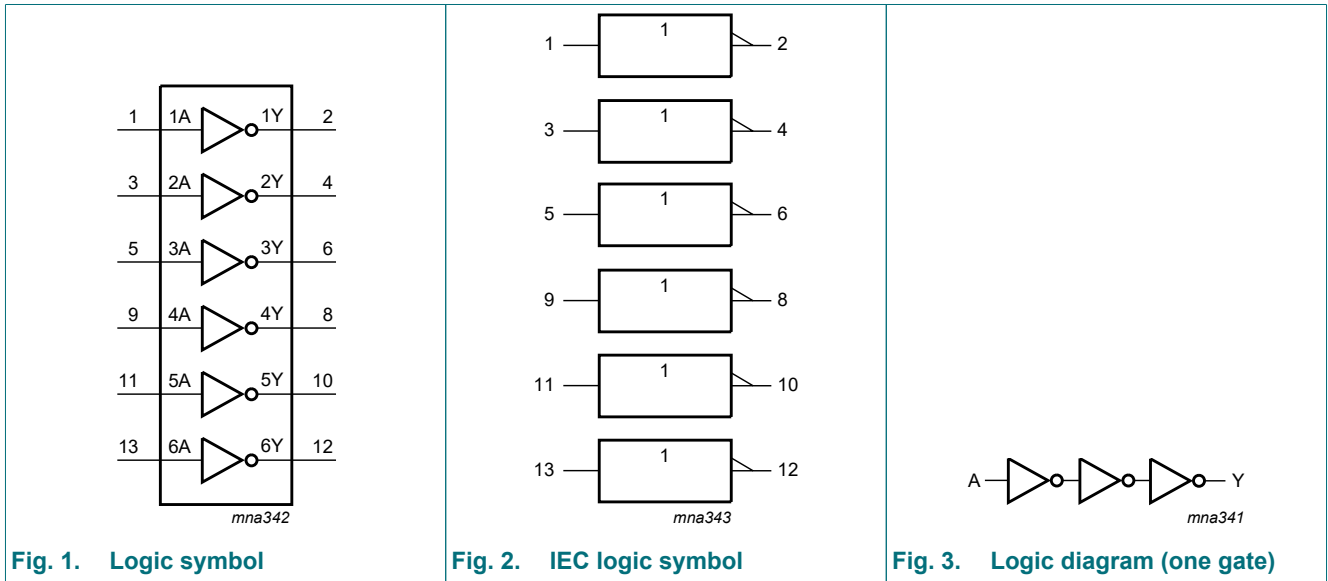 1 1A 1Y 2
3 2A 2Y 4
5 3A 3Y 6
9 4A 4Y 8
11 5A 5Y 10
13 6A 6Y 12
mna342
Fig. 1. Logic symbol
1 1 2
3 1 4
5 1 6
9 1 8
11 1 10
13 1 12
mna343
Fig. 2. IEC logic symbol
A Y
mna341
Fig. 3. Logic diagram (one gate)